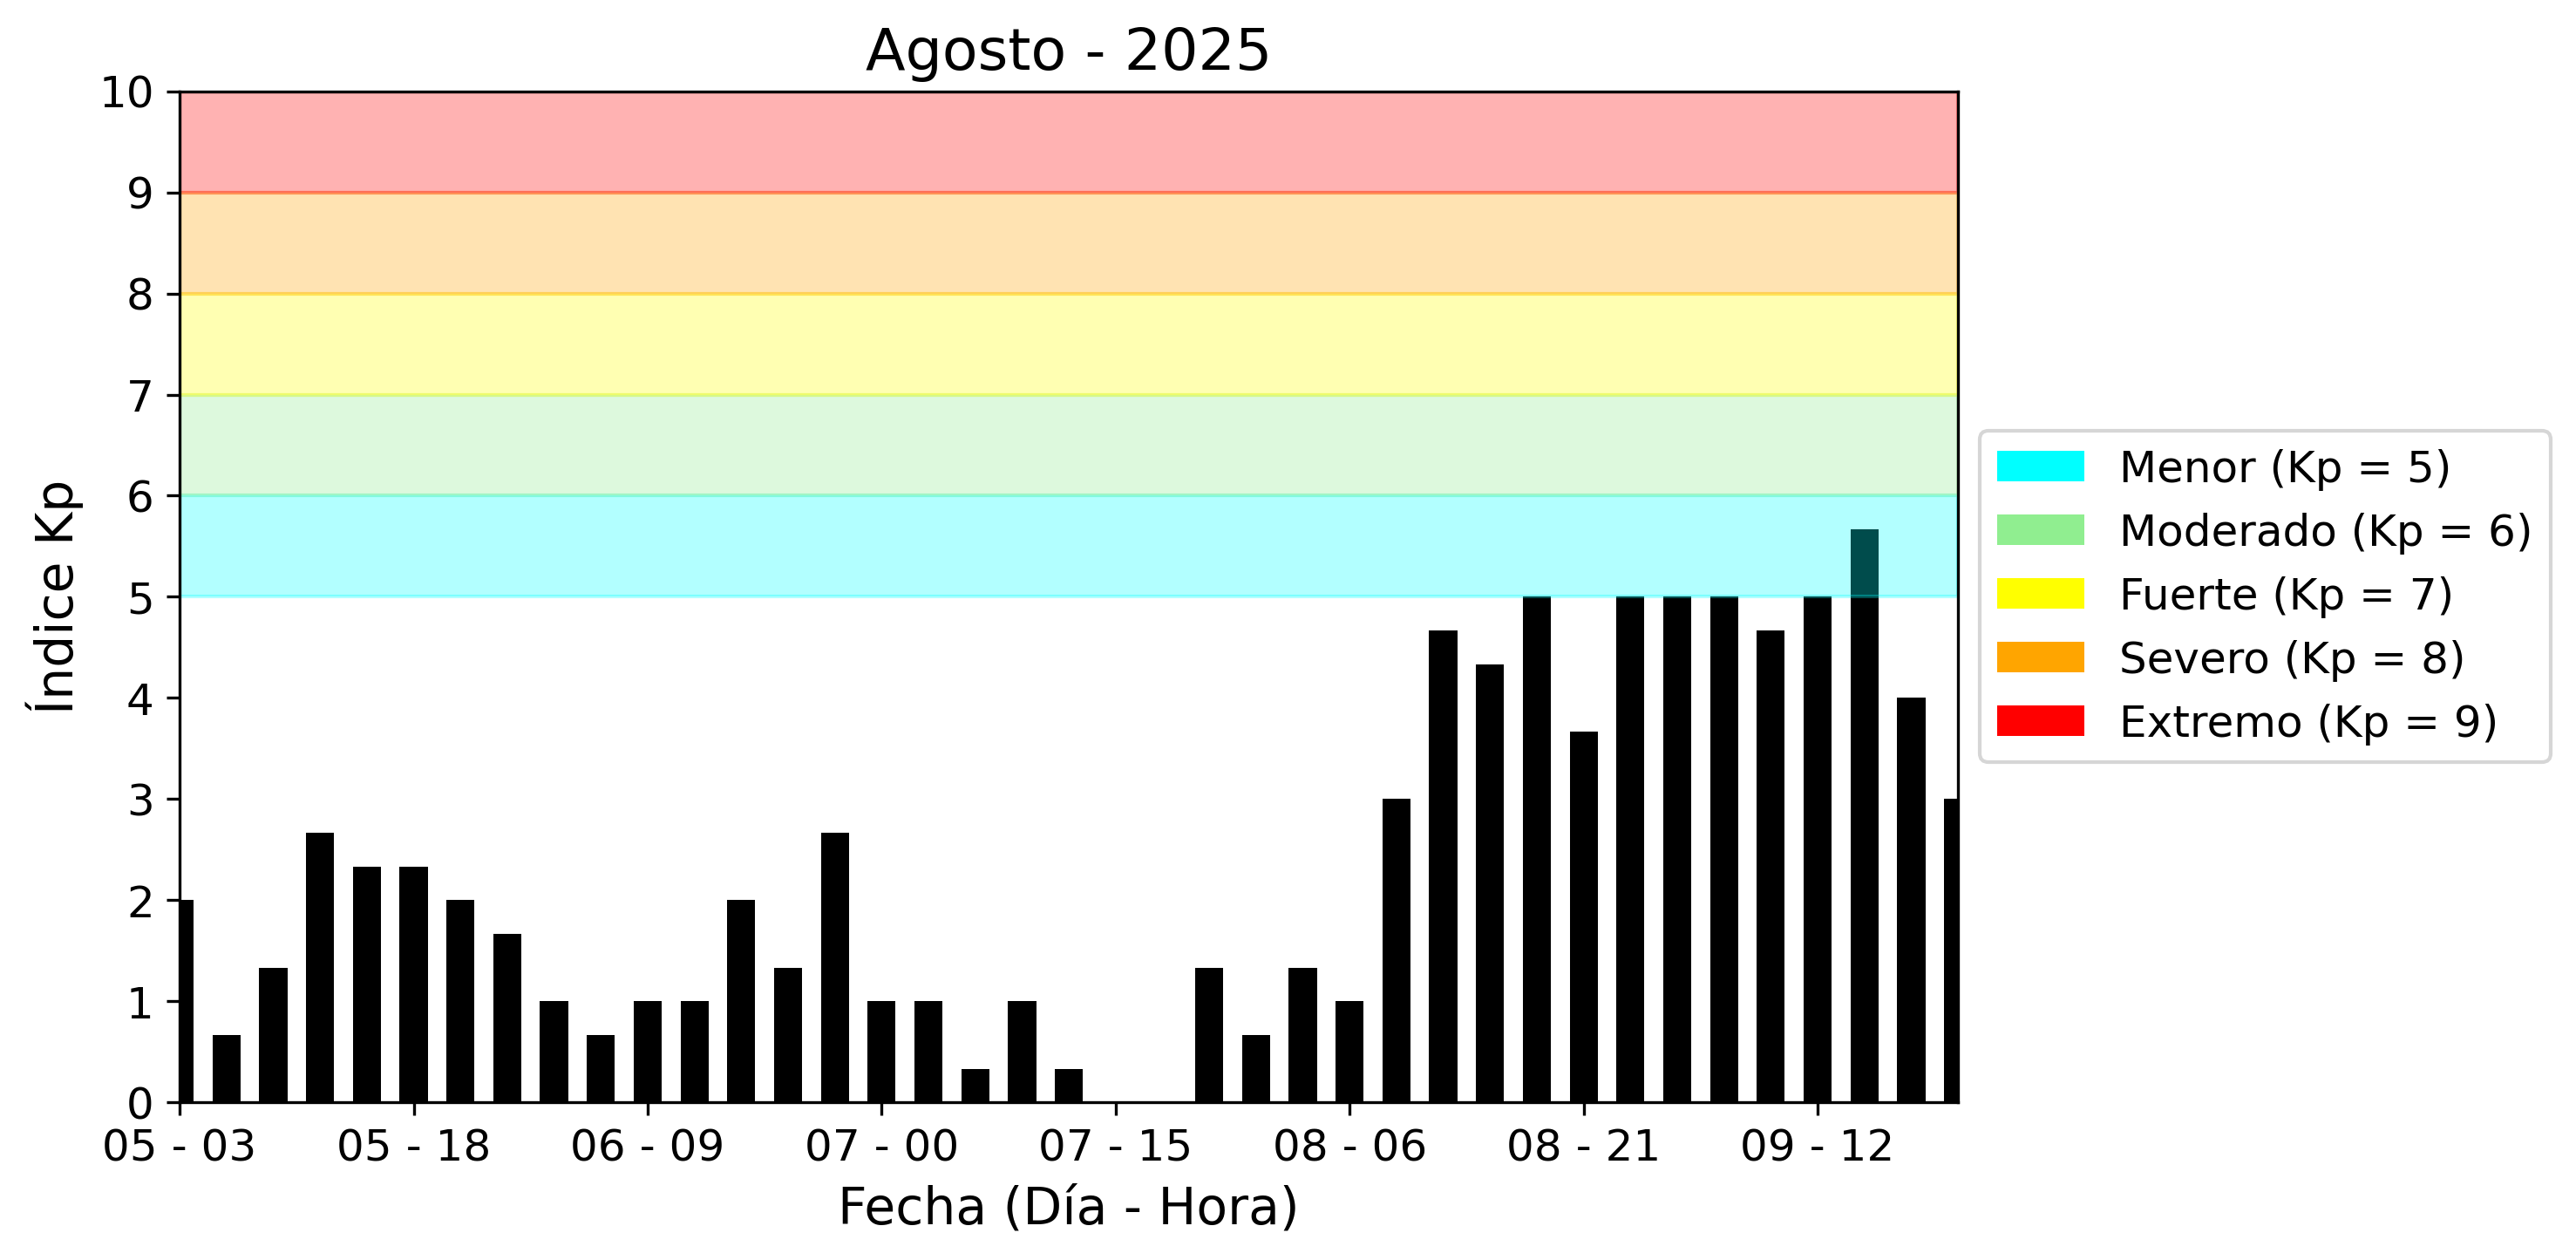 Agosto - 2025
10
9
8
7
6
5
4
3
2
1
0
Índice Kp
05 - 03
05 - 18
06 - 09
07 - 00
07 - 15
08 - 06
08 - 21
09 - 12
Fecha (Día - Hora)
Menor (Kp = 5)
Moderado (Kp = 6)
Fuerte (Kp = 7)
Severo (Kp = 8)
Extremo (Kp = 9)